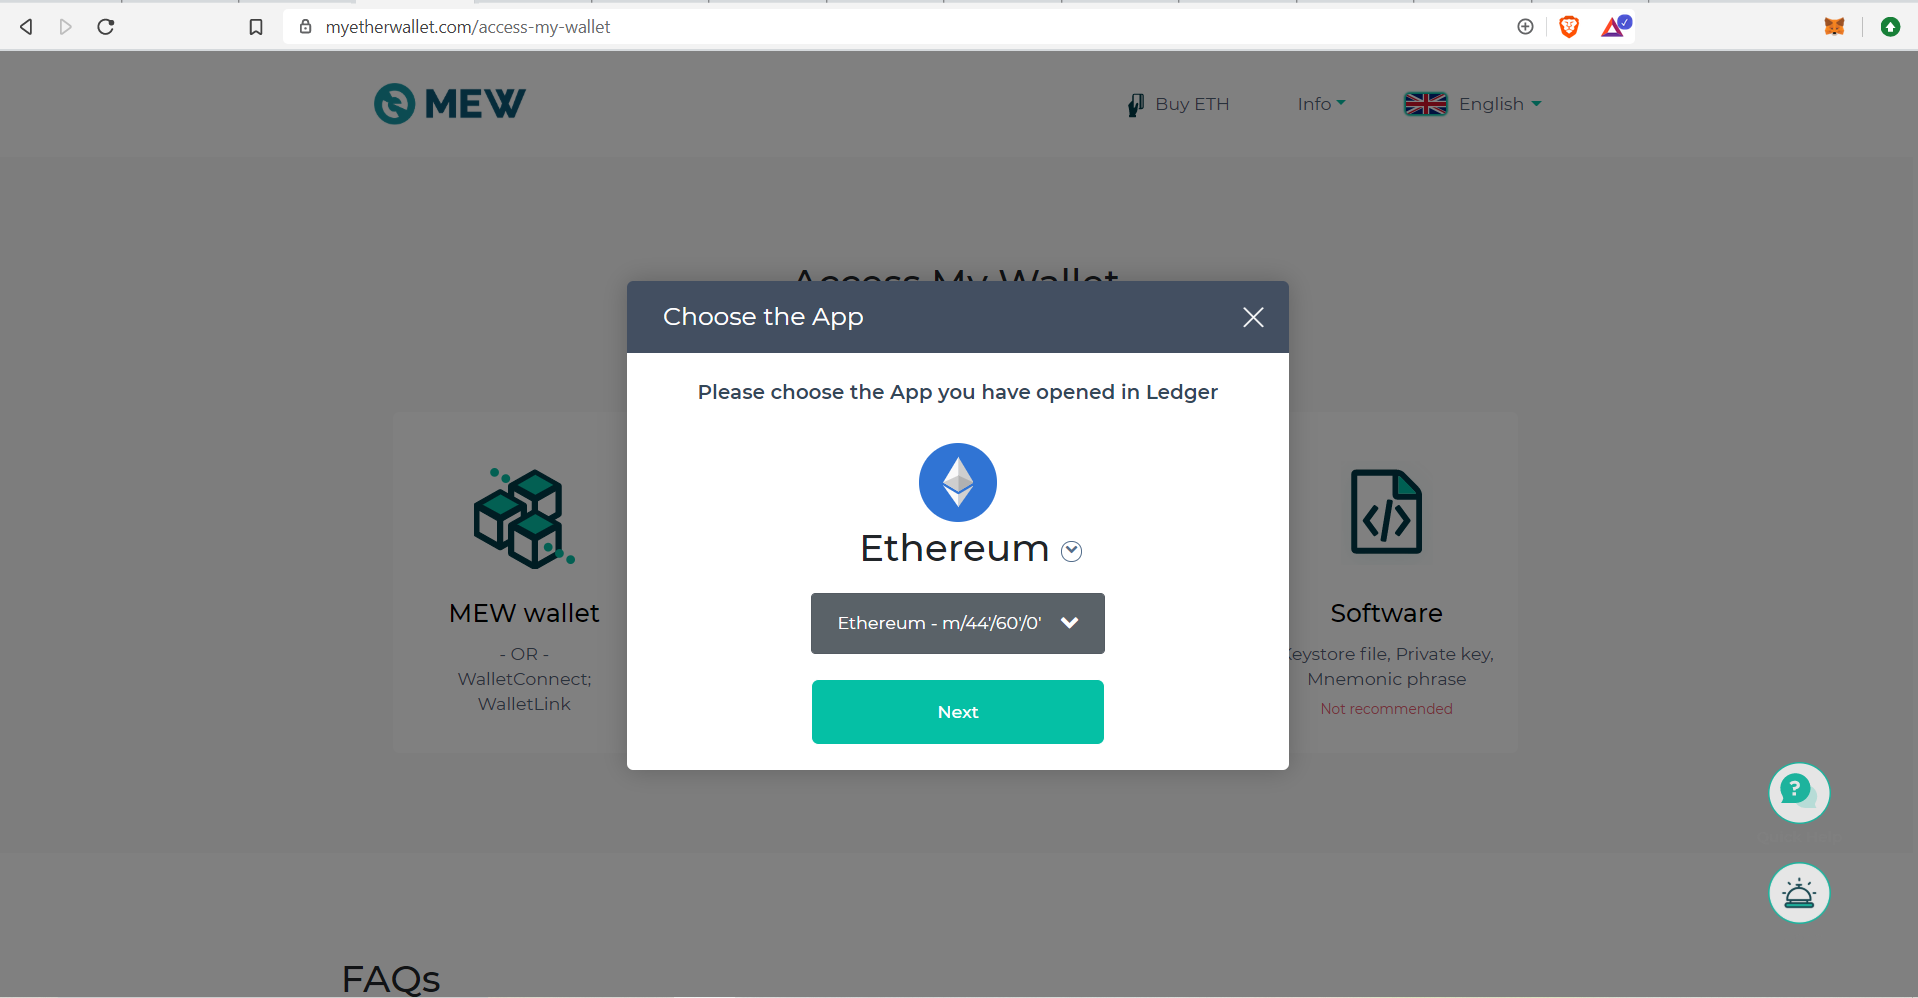 myetherwallet.com/access-my-wallet
MEW
Buy ETH
Info
English
Access My Wallet
Choose the App
Please choose the App you have opened in Ledger
Ethereum
Ethereum - m/44'/60'/0'
Next
MEW wallet
- OR -
WalletConnect;
WalletLink
Software
Keystore file, Private key,
Mnemonic phrase
Not recommended
?
FAQs